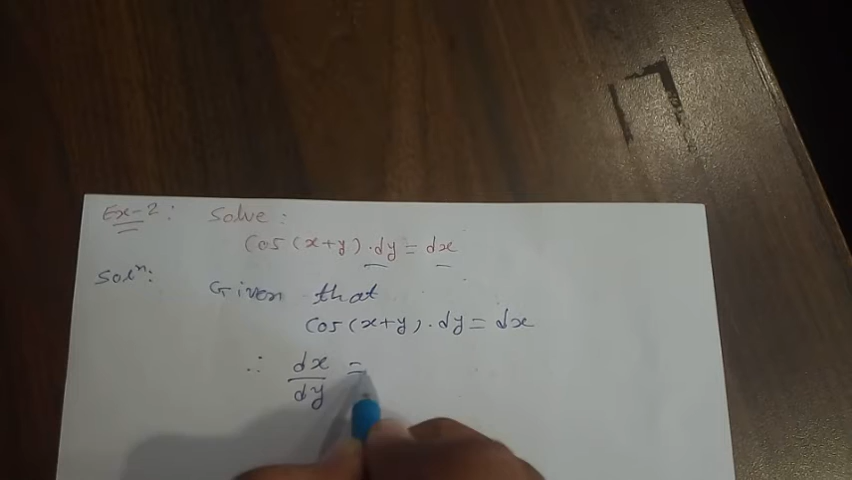 Ex-2: Solve:
Cos(x+y).dy = dx
Solⁿ: Given that
Cos(x+y).dy = dx
∴ dx/dy =